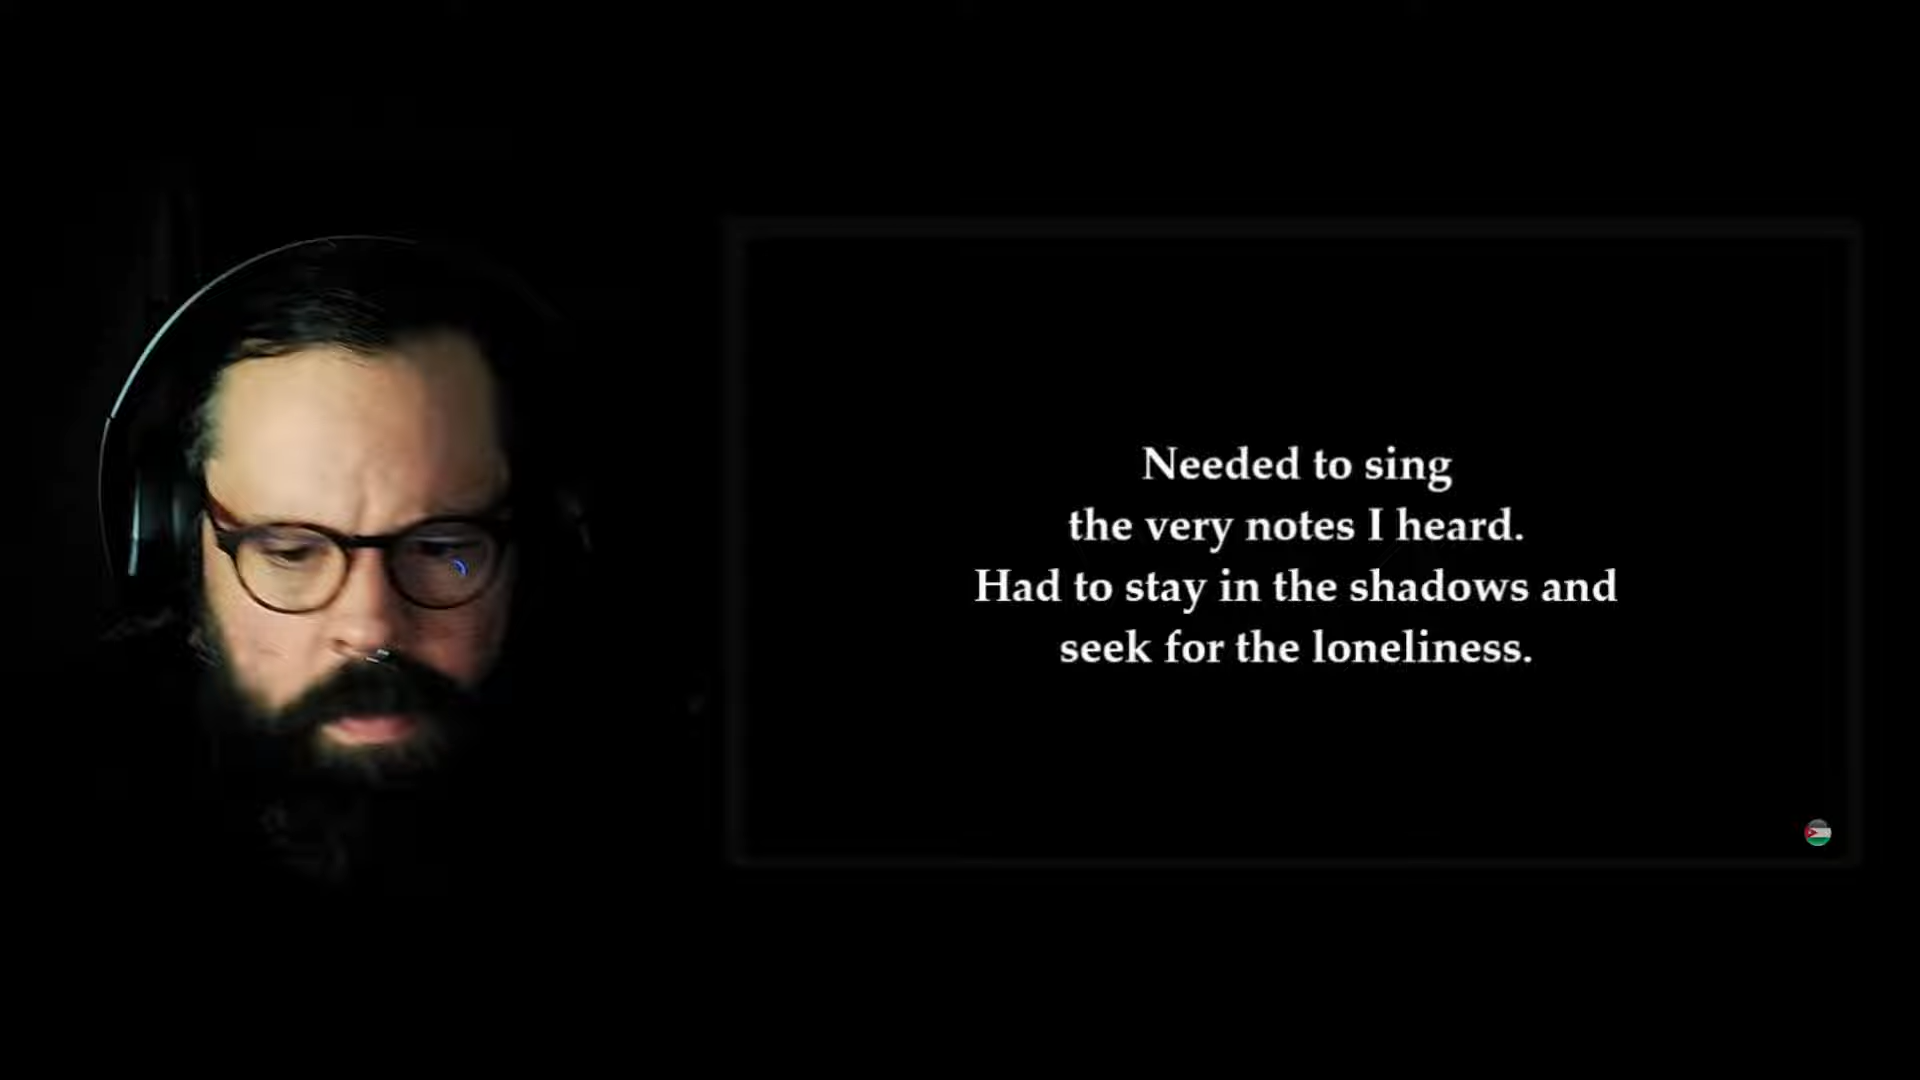 Needed to sing
the very notes I heard.
Had to stay in the shadows and
seek for the loneliness.